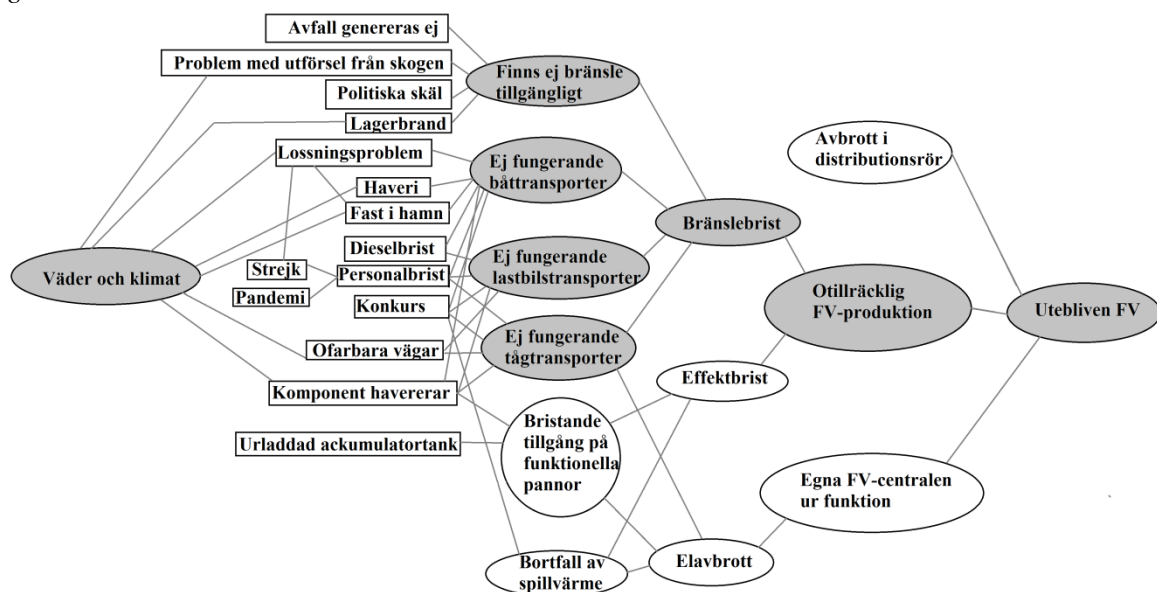 Avfall genereras ej
Problem med utförsel från skogen
Politiska skäl
Lagerbrand
Lossningsproblem
Haveri
Fast i hamn
Dieselbrist
Strejk
Personalbrist
Pandemi
Konkurs
Ofarbara vägar
Komponent havererar
Urladdad ackumulatortank
Väder och klimat
Finns ej bränsle
tillgängligt
Ej fungerande
båttransporter
Ej fungerande
lastbilstransporter
Ej fungerande
tågtransporter
Bristande
tillgång på
funktionella
pannor
Bortfall av
spillvärme
Bränslebrist
Effektbrist
Elavbrott
Avbrott i
distributionsrör
Otillräcklig
FV-produktion
Egna FV-centralen
ur funktion
Utebliven FV